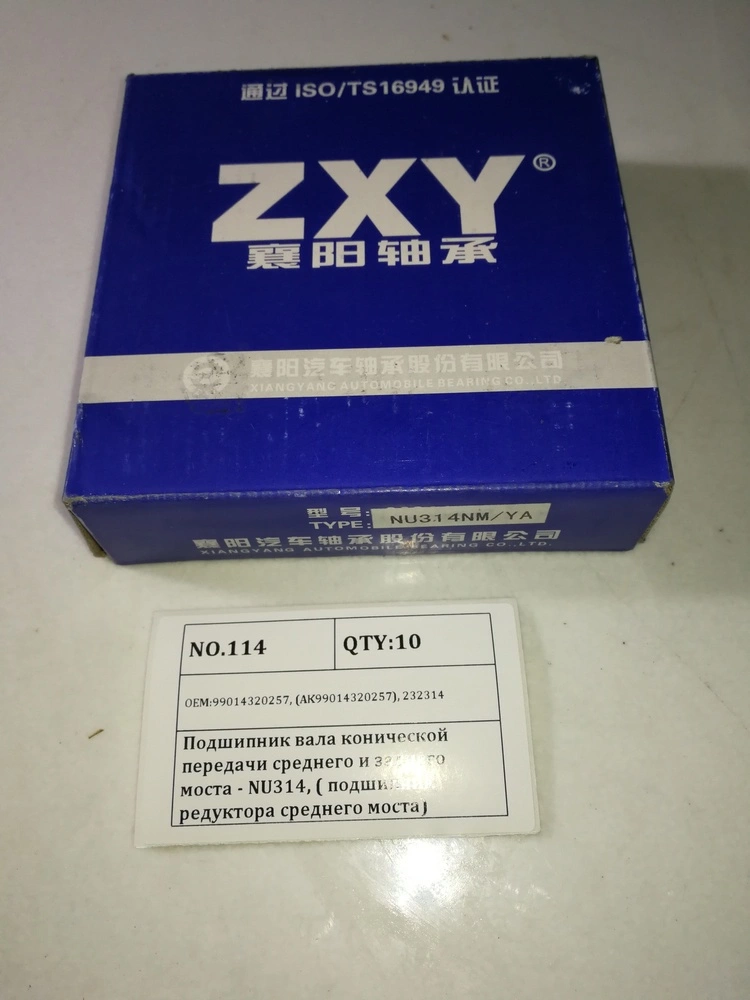 通过 ISO/TS16949 认证
ZXY®
襄阳轴承
襄阳汽车轴承股份有限公司
XIANGYANG AUTOMOBILE BEARING CO.,LTD.
型 号:
TYPE: NU314NM/YA
襄阳汽车轴承股份有限公司
XIANGYANG AUTOMOBILE BEARING CO.,LTD.
NO.114 QTY:10
OEM:99014320257, (AK99014320257), 232314
Подшипник вала конической
передачи среднего и
моста - NU314, (
редуктора среднего моста)